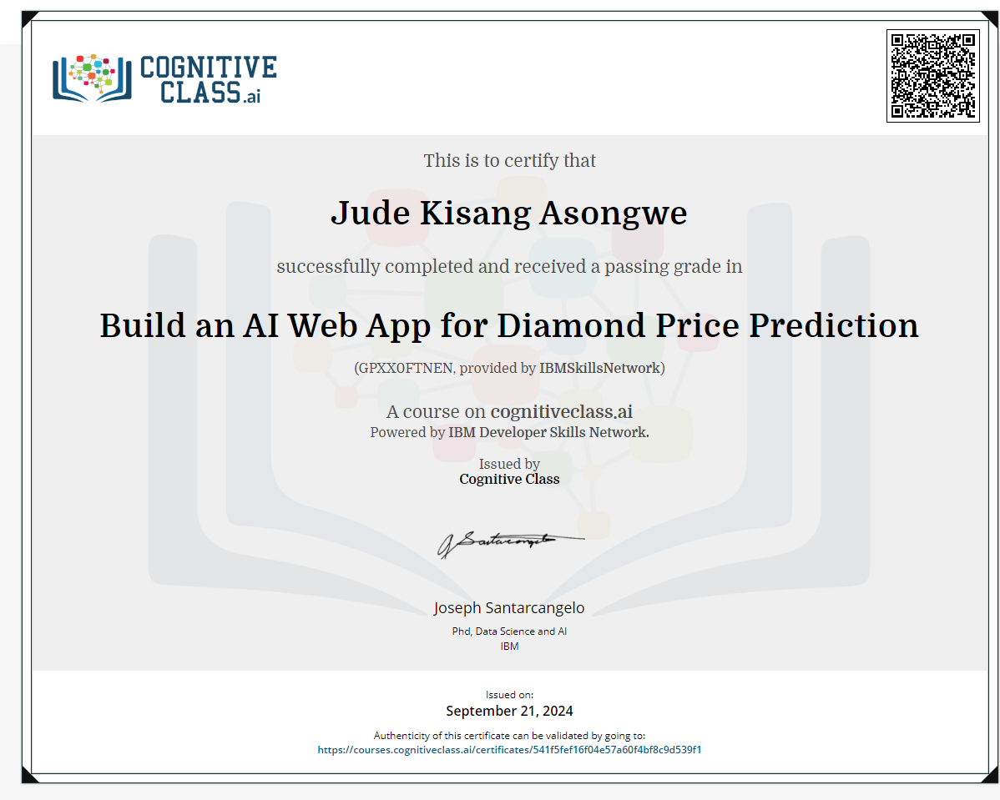 COGNITIVE
CLASS.ai
This is to certify that
Jude Kisang Asongwe
successfully completed and received a passing grade in
Build an AI Web App for Diamond Price Prediction
(GPXX0FTNEN, provided by IBMSkillsNetwork)
A course on cognitiveclass.ai
Powered by IBM Developer Skills Network.
Issued by
Cognitive Class
J Santarcangelo
Joseph Santarcangelo
Phd, Data Science and AI
IBM
Issued on:
September 21, 2024
Authenticity of this certificate can be validated by going to:
https://courses.cognitiveclass.ai/certificates/541f5fef16f04e57a60f4bf8c9d539f1